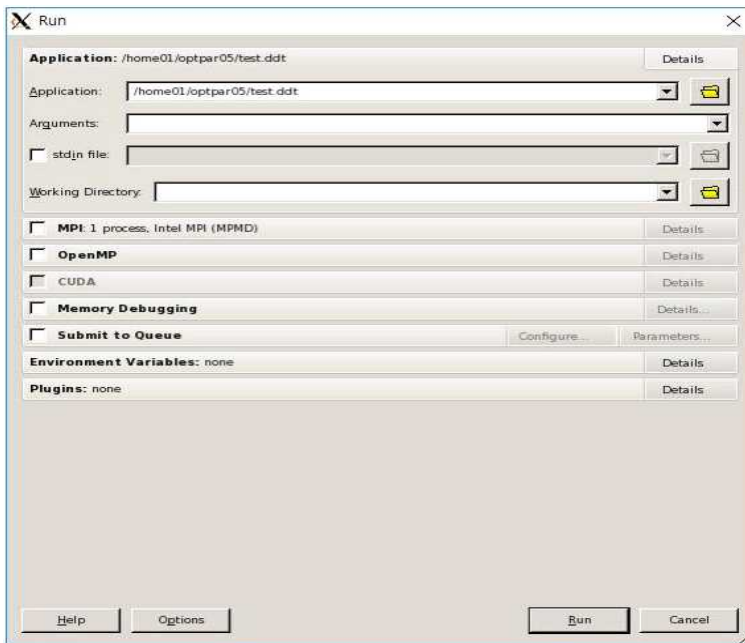 Run
Application: /home01/optpar05/test.ddt Details
Application: /home01/optpar05/test.ddt
Arguments:
stdin file:
Working Directory:
MPI: 1 process, Intel MPI (MPMD) Details
OpenMP Details
CUDA Details
Memory Debugging Details...
Submit to Queue Configure... Parameters...
Environment Variables: none Details
Plugins: none Details
Help Options Run Cancel